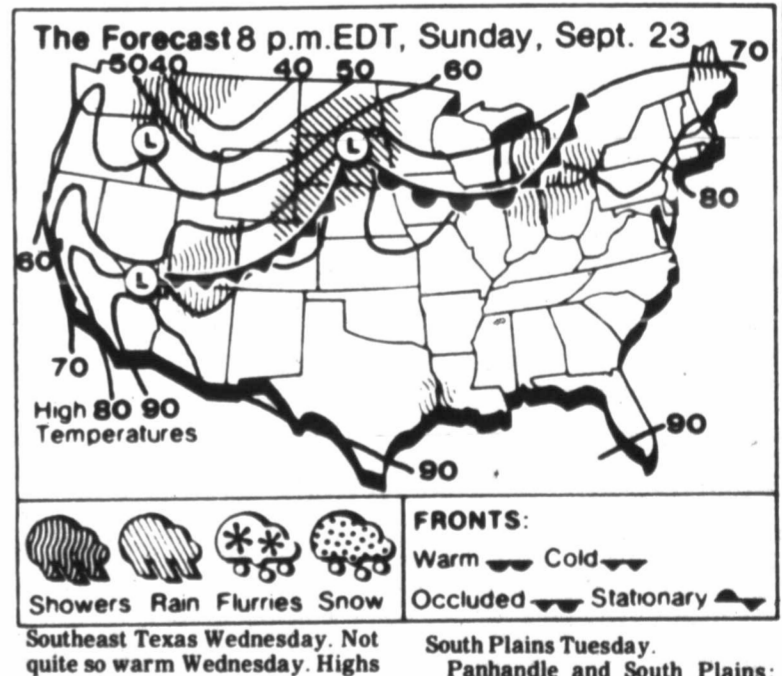 The Forecast 8 p.m. EDT, Sunday, Sept. 23
70
50 40 40 50 60
L
L
80
60
L
70
High 80 90
Temperatures
90
90
Showers Rain Flurries Snow
FRONTS:
Warm Cold
Occluded Stationary
Southeast Texas Wednesday. Not
quite so warm Wednesday. Highs
South Plains Tuesday.
Panhandle and South Plains: